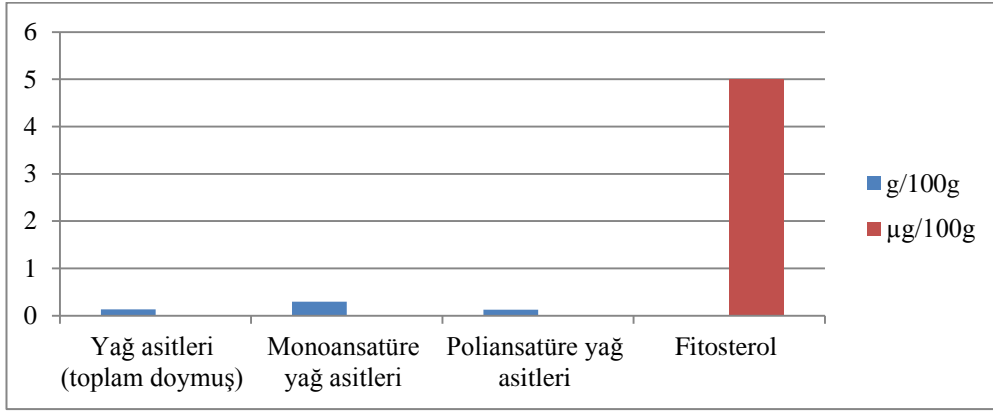 6
5
4
3
2
1
0
Yağ asitleri
(toplam doymuş)
Monoansatüre
yağ asitleri
Poliansatüre yağ
asitleri
Fitosterol
g/100g
µg/100g